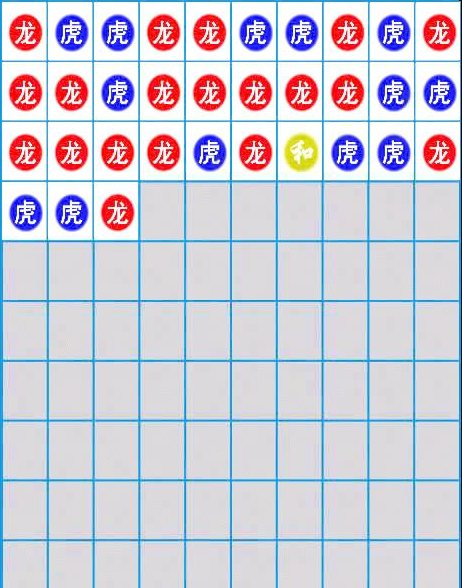 龙 虎 虎 龙 龙 虎 虎 龙 虎 龙
龙 龙 虎 龙 龙 龙 龙 龙 虎 虎
龙 龙 龙 龙 虎 龙 和 虎 虎 龙
虎 虎 龙